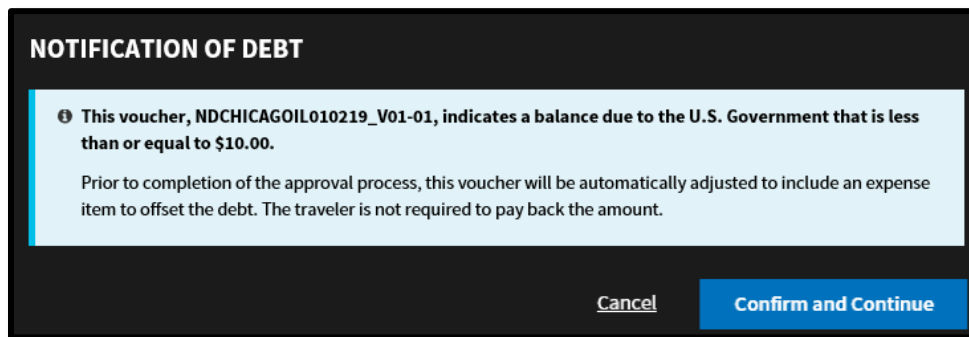 NOTIFICATION OF DEBT
This voucher, NDCHICAGOIL010219_V01-01, indicates a balance due to the U.S. Government that is less
than or equal to $10.00.
Prior to completion of the approval process, this voucher will be automatically adjusted to include an expense
item to offset the debt. The traveler is not required to pay back the amount.
Cancel
Confirm and Continue